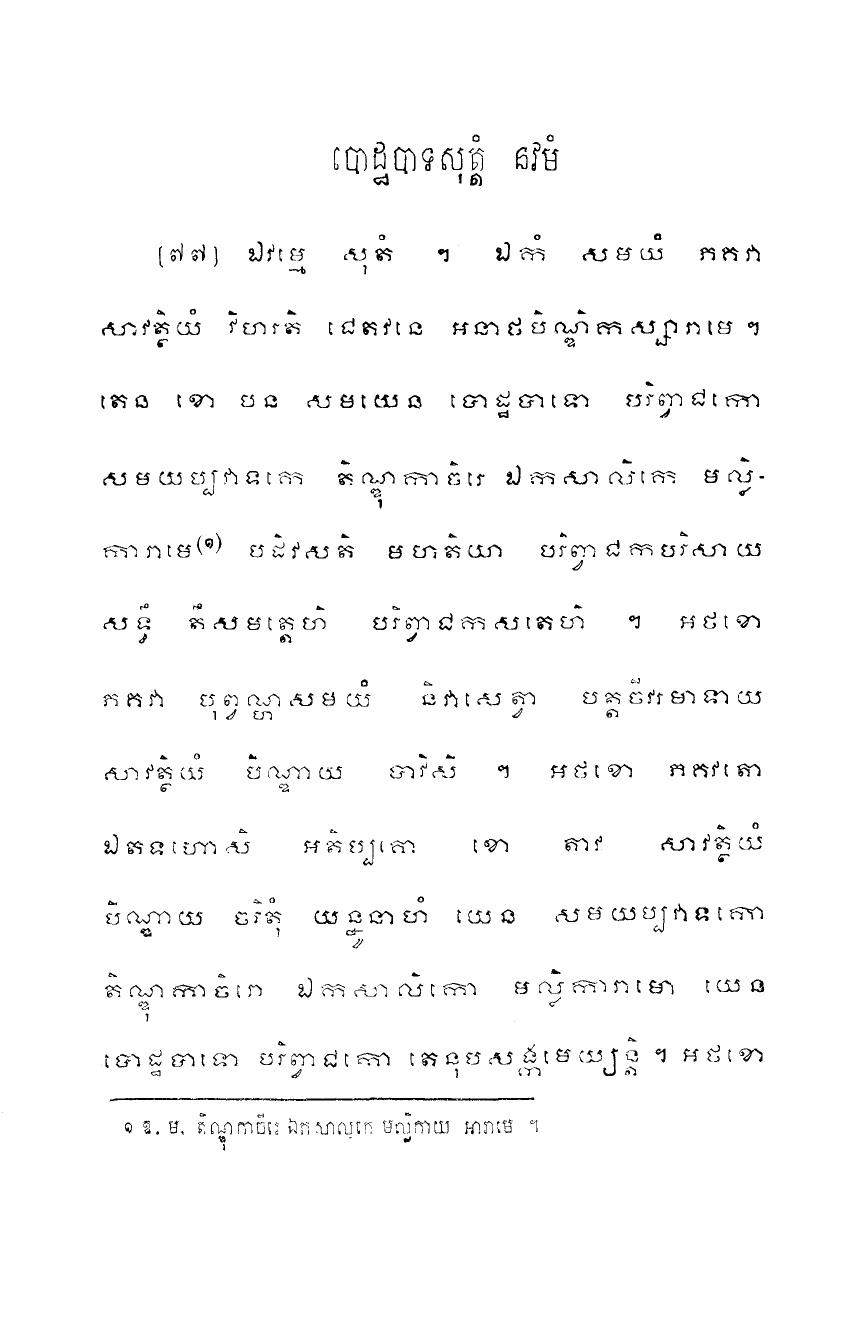 បោដ្ឋបាទសុត្តំ នវមំ
[៧៧] ឯវម្មេ សុតំ ។ ឯកំ សមយំ ភគវា
សាវត្ថិយំ វិហរតិ ជេតវនេ អនាថបិណ្ឌិកស្សារាមេ ។
តេន ខោ បន សមយេន បោដ្ឋបាទោ បរិព្វាជកោ
សមយប្បវាទកេ តិណ្ឌុកាចិរេ ឯកសាលិកេ មល្លិ-
ការាមេ(១) បដិវសតិ មហតិយា បរិព្វាជកបរិសាយ
សទ្ធឹ តឹសមត្តេហិ បរិព្វាជកសតេហិ ។ អថខោ
ភគវា បុព្វណ្ហសមយំ និវាសេត្វា បត្តចីវរមាទាយ
សាវត្ថិយំ បិណ្ឌាយ បាវិសិ ។ អថខោ ភគវតោ
ឯតទហោសិ អតិប្បគោ ខោ តាវ សាវត្ថិយំ
បិណ្ឌាយ ចរិតុំ យន្នូនាហំ យេន សមយប្បវាទកោ
តិណ្ឌុកាចិរោ ឯកសាលិកោ មល្លិការាមោ យេន
បោដ្ឋបាទោ បរិព្វាជកោ តេនុបសង្កមេយ្យន្តិ ។ អថខោ
១ ឱ. ម. តិណ្ឌុកាចីរេ ឯកសាលកេ មល្លិកាយ អារាមេ ។